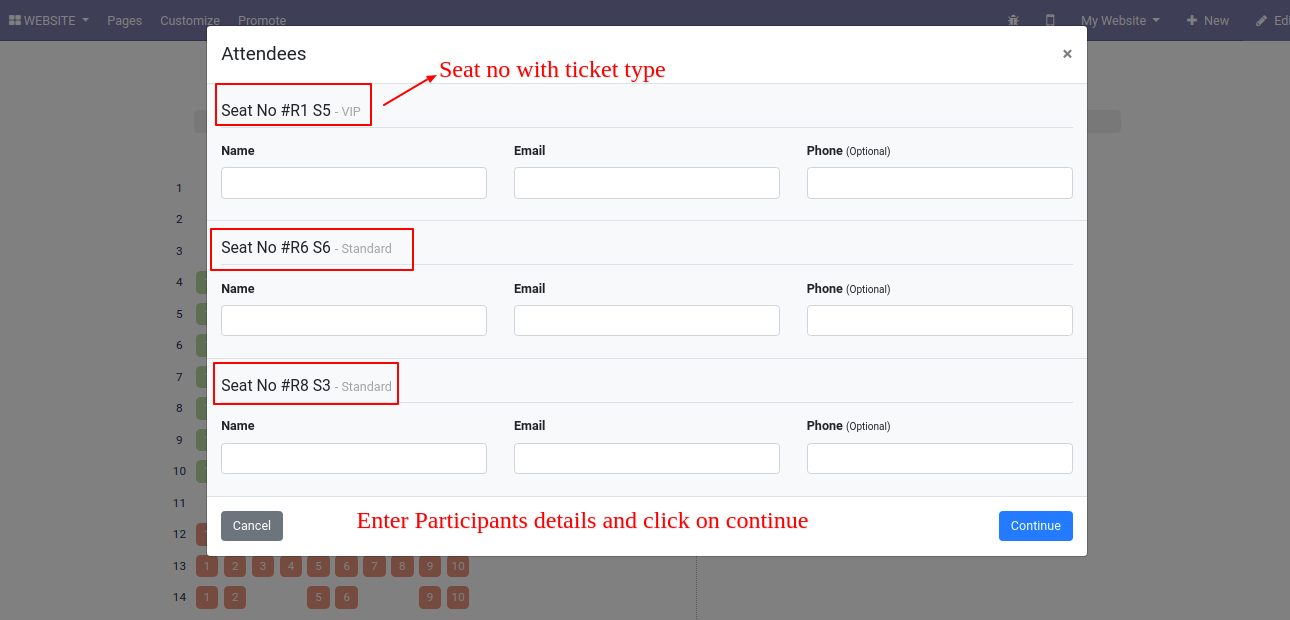 WEBSITE Pages Customize Promote My Website New Edi
Attendees ×
Seat no with ticket type
Seat No #R1 S5 - VIP
Name Email Phone (Optional)
1
2
Seat No #R6 S6 - Standard
3
4
Name Email Phone (Optional)
5
6
7
Seat No #R8 S3 - Standard
8
Name Email Phone (Optional)
9
10
11
Cancel Enter Participants details and click on continue Continue
12
13 1 2 3 4 5 6 7 8 9 10
14 1 2 5 6 9 10